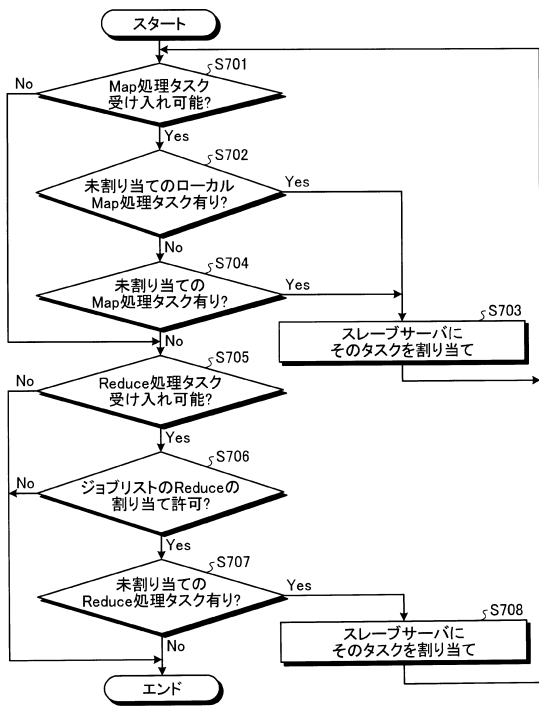 スタート
S701
No
Map処理タスク
受け入れ可能?
Yes
S702
未割り当てのローカル
Map処理タスク有り?
Yes
No
S704
未割り当ての
Map処理タスク有り?
Yes
S703
スレーブサーバに
そのタスクを割り当て
No
S705
No
Reduce処理タスク
受け入れ可能?
Yes
S706
No
ジョブリストのReduceの
割り当て許可?
Yes
S707
未割り当ての
Reduce処理タスク有り?
Yes
S708
スレーブサーバに
そのタスクを割り当て
No
エンド